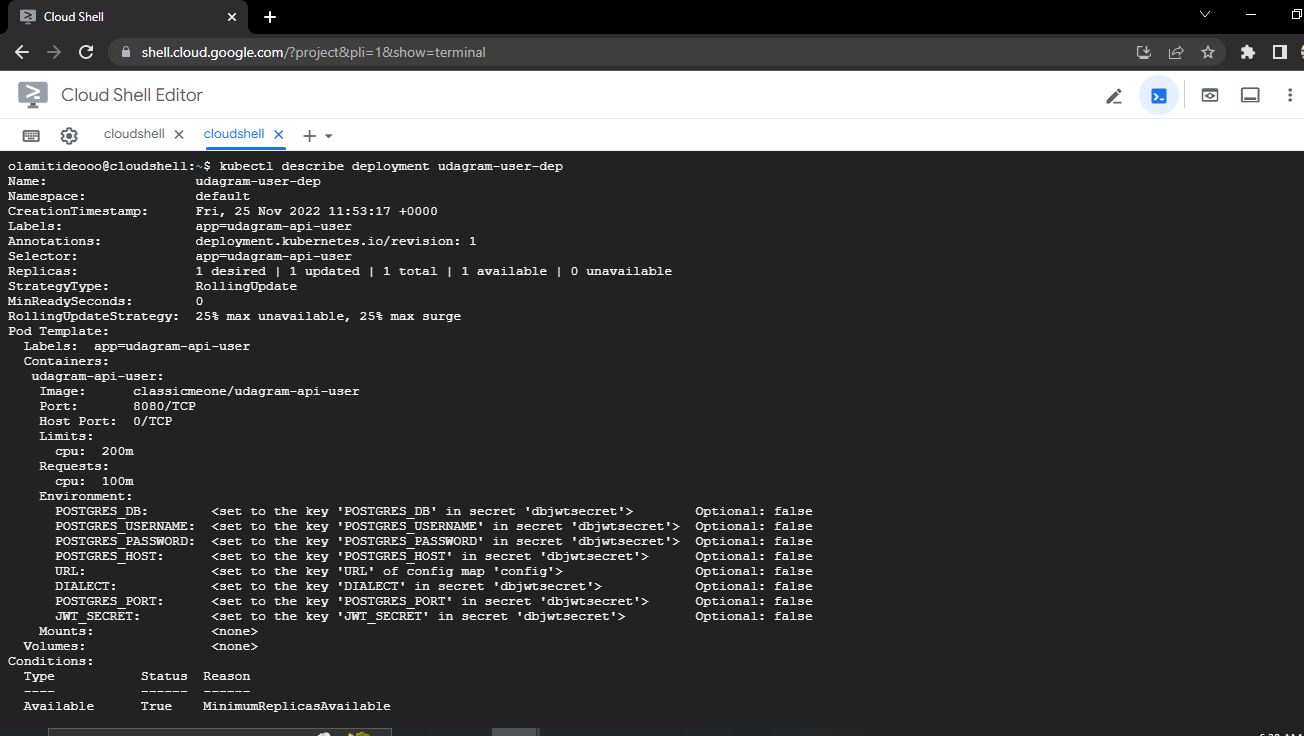 Cloud Shell
shell.cloud.google.com/?project&pli=1&show=terminal
Cloud Shell Editor
cloudshell cloudshell
olamitideooo@cloudshell:~$ kubectl describe deployment udagram-user-dep
Name: udagram-user-dep
Namespace: default
CreationTimestamp: Fri, 25 Nov 2022 11:53:17 +0000
Labels: app=udagram-api-user
Annotations: deployment.kubernetes.io/revision: 1
Selector: app=udagram-api-user
Replicas: 1 desired | 1 updated | 1 total | 1 available | 0 unavailable
StrategyType: RollingUpdate
MinReadySeconds: 0
RollingUpdateStrategy: 25% max unavailable, 25% max surge
Pod Template:
Labels: app=udagram-api-user
Containers:
udagram-api-user:
Image: classicmeone/udagram-api-user
Port: 8080/TCP
Host Port: 0/TCP
Limits:
cpu: 200m
Requests:
cpu: 100m
Environment:
POSTGRES_DB: <set to the key 'POSTGRES_DB' in secret 'dbjwtsecret'> Optional: false
POSTGRES_USERNAME: <set to the key 'POSTGRES_USERNAME' in secret 'dbjwtsecret'> Optional: false
POSTGRES_PASSWORD: <set to the key 'POSTGRES_PASSWORD' in secret 'dbjwtsecret'> Optional: false
POSTGRES_HOST: <set to the key 'POSTGRES_HOST' in secret 'dbjwtsecret'> Optional: false
URL: <set to the key 'URL' of config map 'config'> Optional: false
DIALECT: <set to the key 'DIALECT' in secret 'dbjwtsecret'> Optional: false
POSTGRES_PORT: <set to the key 'POSTGRES_PORT' in secret 'dbjwtsecret'> Optional: false
JWT_SECRET: <set to the key 'JWT_SECRET' in secret 'dbjwtsecret'> Optional: false
Mounts: <none>
Volumes: <none>
Conditions:
Type Status Reason
---- ------ ------
Available True MinimumReplicasAvailable